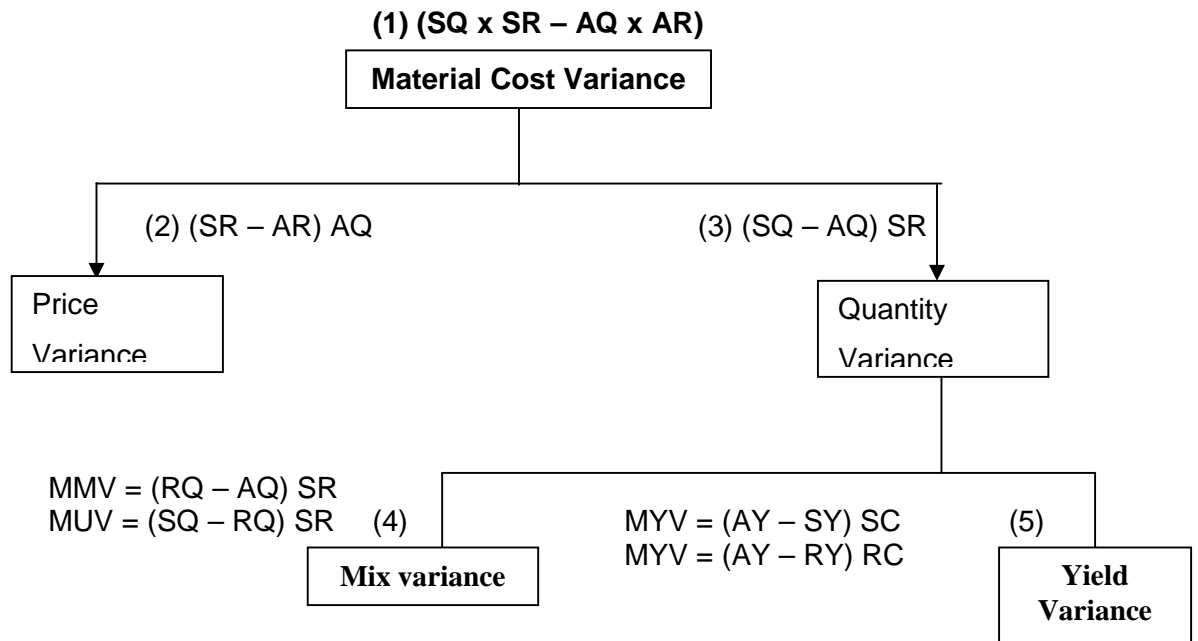 (1) (SQ x SR – AQ x AR)
Material Cost Variance
(2) (SR – AR) AQ
(3) (SQ – AQ) SR
Price
Variance
Quantity
Variance
MMV = (RQ – AQ) SR
MUV = (SQ – RQ) SR (4)
MYV = (AY – SY) SC (5)
MYV = (AY – RY) RC
Mix variance
Yield
Variance